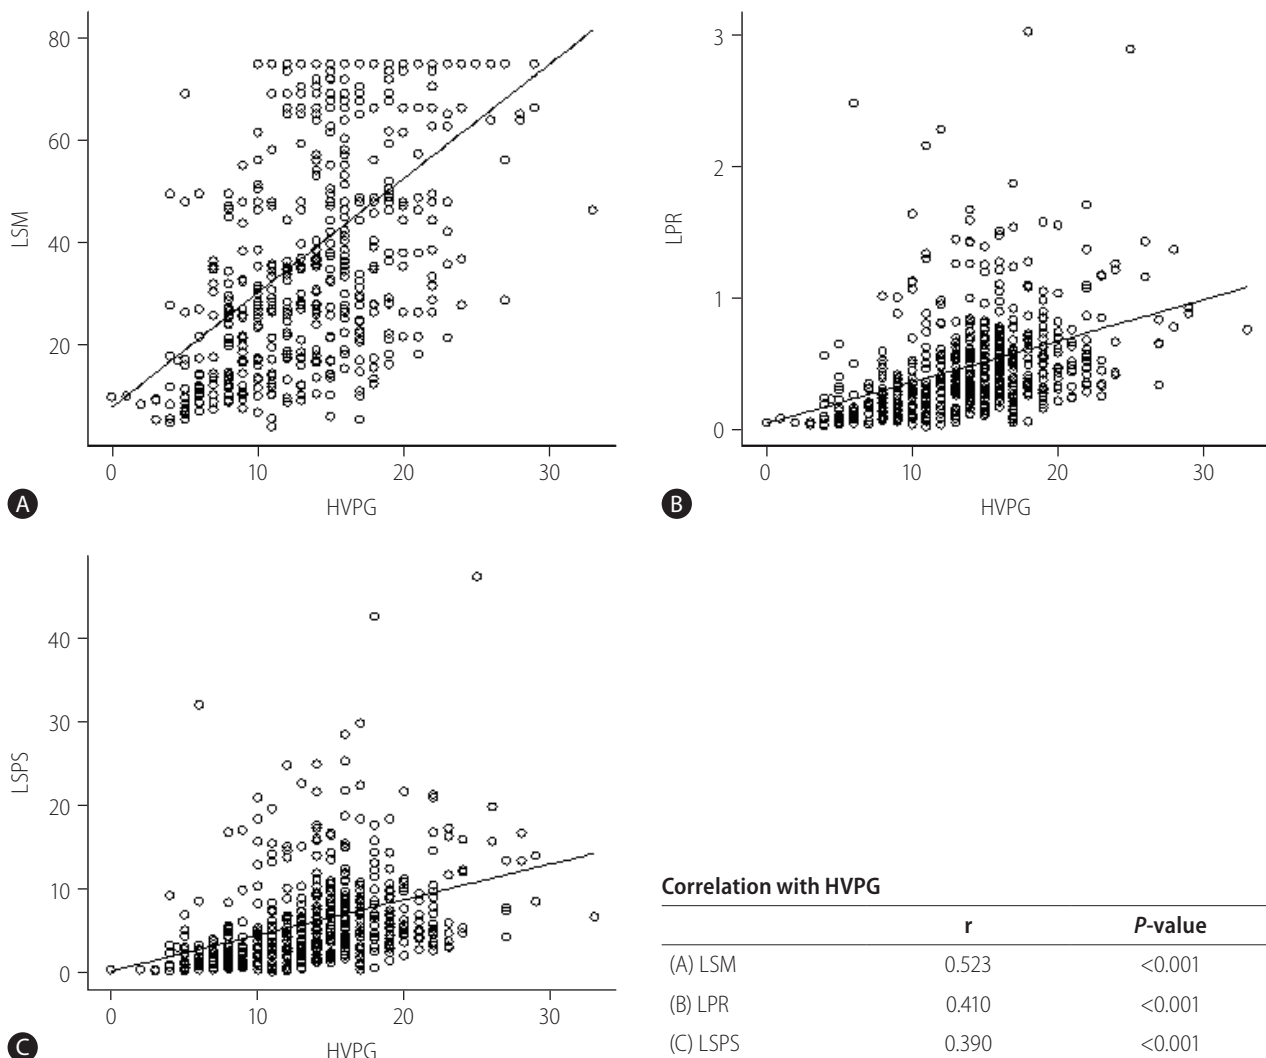 80
60
40
20
LSM
0 10 20 30
HVPG
A
3
2
1
0
LPR
0 10 20 30
HVPG
B
40
30
20
10
0
LSPS
0 10 20 30
HVPG
C
Correlation with HVPG
r P-value
(A) LSM 0.523 <0.001
(B) LPR 0.410 <0.001
(C) LSPS 0.390 <0.001